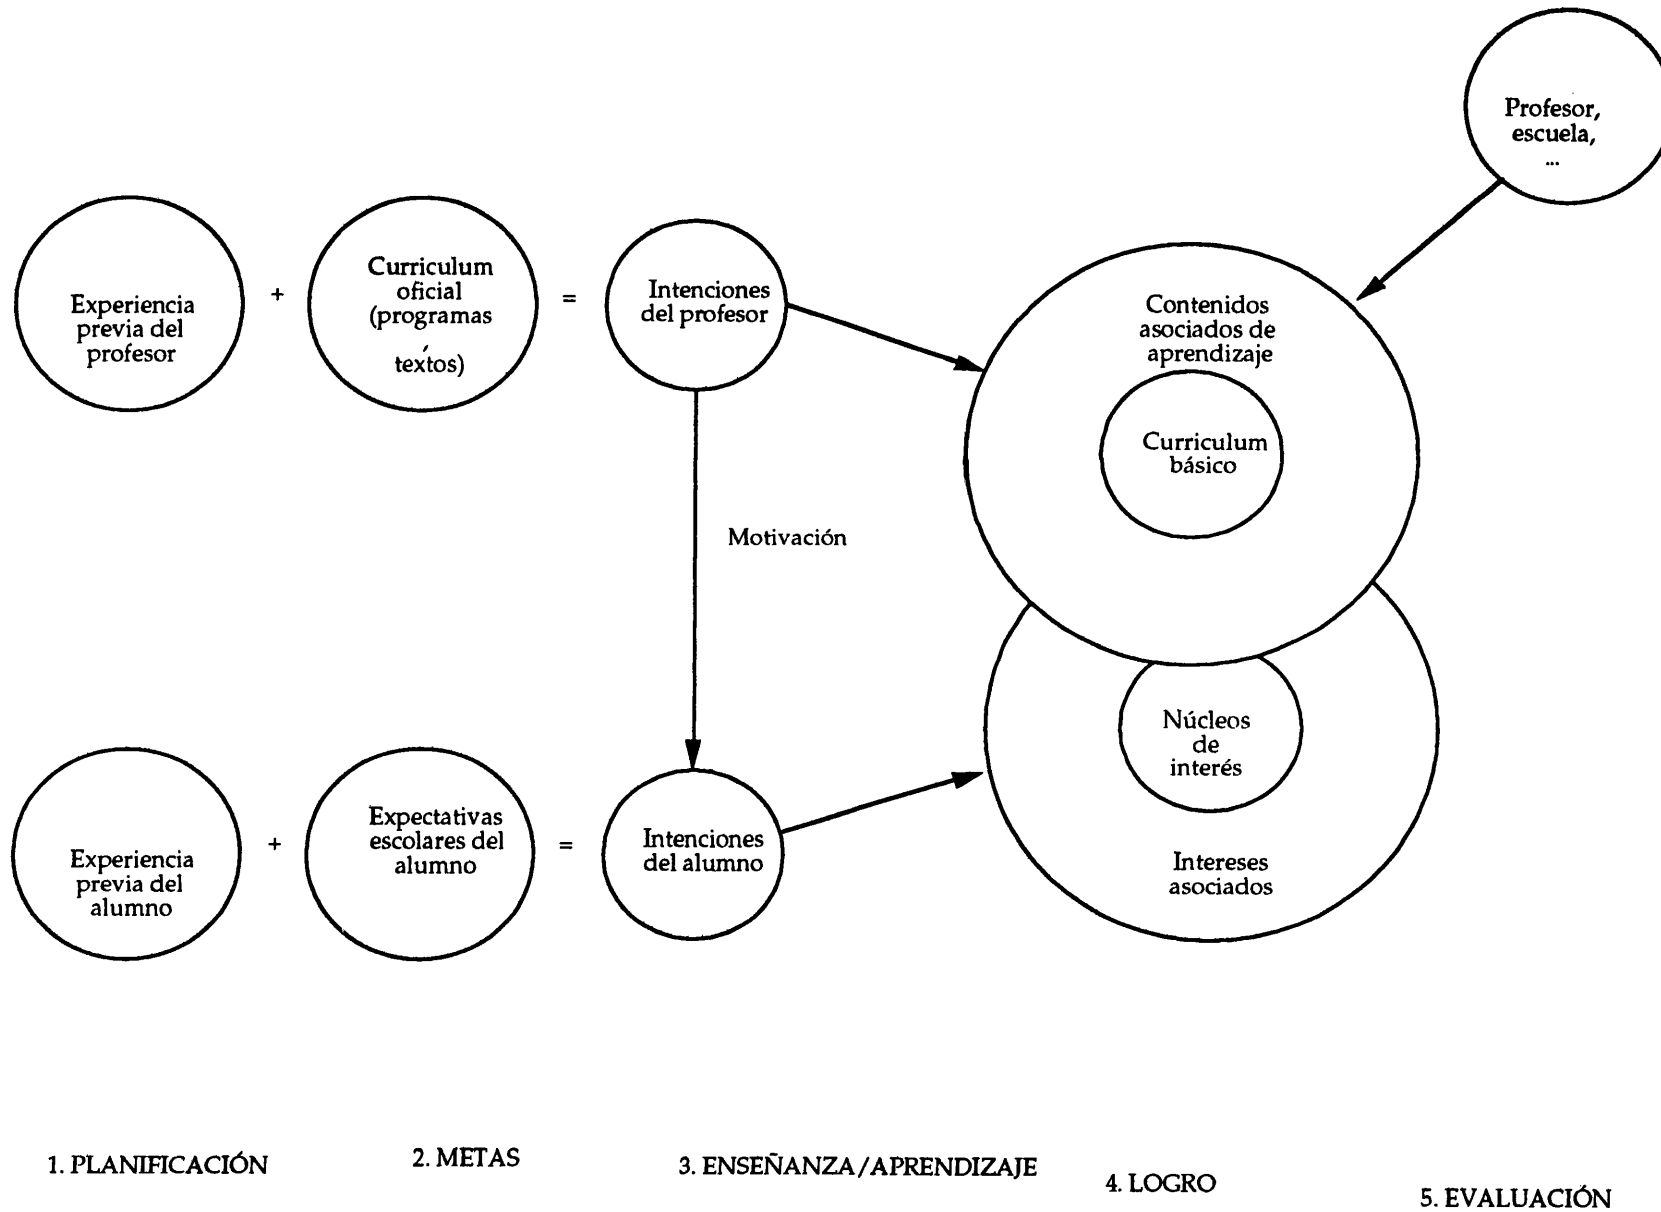 Profesor,
escuela,
...
Experiencia
previa del
profesor
+
Curriculum
oficial
(programas
,
textos)
=
Intenciones
del profesor
Contenidos
asociados de
aprendizaje
Curriculum
básico
Motivación
Experiencia
previa del
alumno
+
Expectativas
escolares del
alumno
=
Intenciones
del alumno
Núcleos
de
interés
Intereses
asociados
1. PLANIFICACIÓN
2. METAS
3. ENSEÑANZA/APRENDIZAJE
4. LOGRO
5. EVALUACIÓN